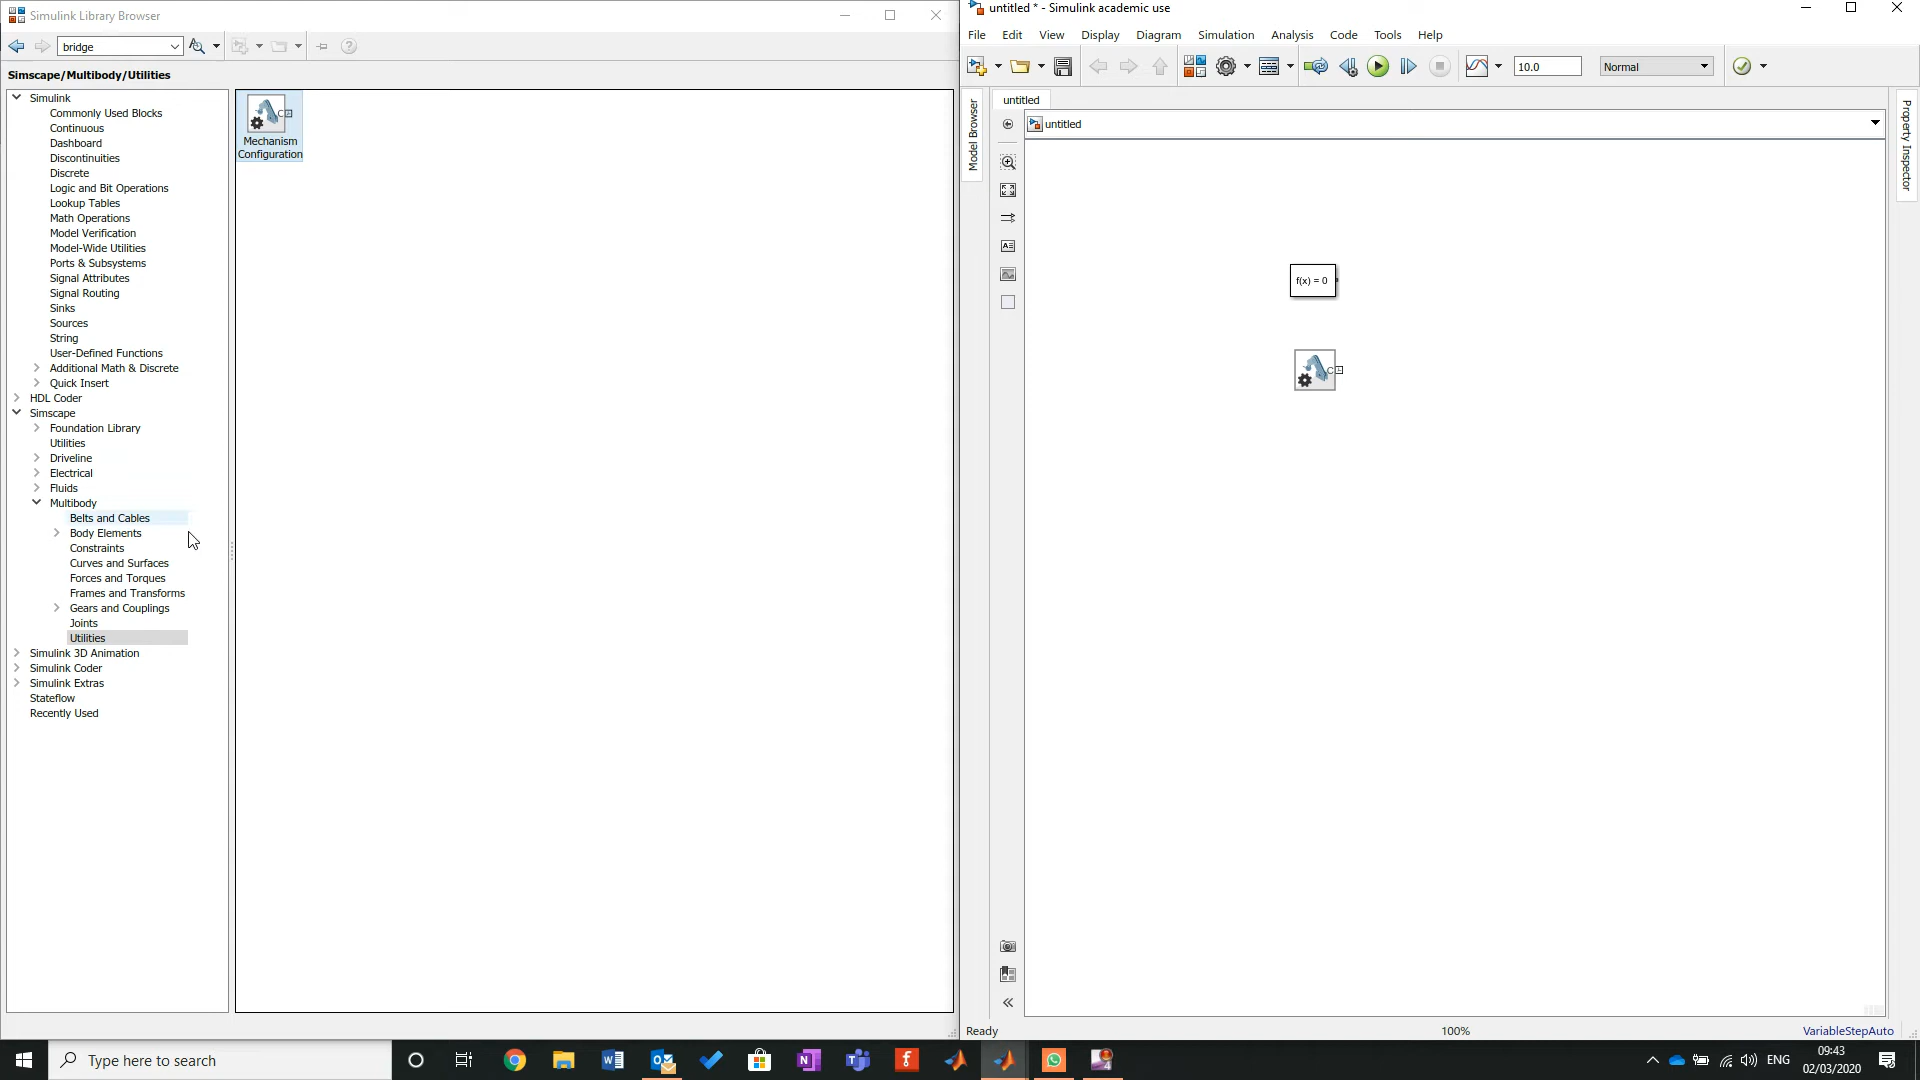 Simulink Library Browser
bridge
Simscape/Multibody/Utilities
Simulink
Commonly Used Blocks
Continuous
Dashboard
Discontinuities
Discrete
Logic and Bit Operations
Lookup Tables
Math Operations
Model Verification
Model-Wide Utilities
Ports & Subsystems
Signal Attributes
Signal Routing
Sinks
Sources
String
User-Defined Functions
Additional Math & Discrete
Quick Insert
HDL Coder
Simscape
Foundation Library
Utilities
Driveline
Electrical
Fluids
Multibody
Belts and Cables
Body Elements
Constraints
Curves and Surfaces
Forces and Torques
Frames and Transforms
Gears and Couplings
Joints
Utilities
Simulink 3D Animation
Simulink Coder
Simulink Extras
Stateflow
Recently Used
C
Mechanism
Configuration
untitled * - Simulink academic use
File Edit View Display Diagram Simulation Analysis Code Tools Help
10.0 Normal
Model Browser
untitled
untitled
Property Inspector
f(x) = 0
C
Ready 100% VariableStepAuto
Type here to search
ENG
09:43
02/03/2020